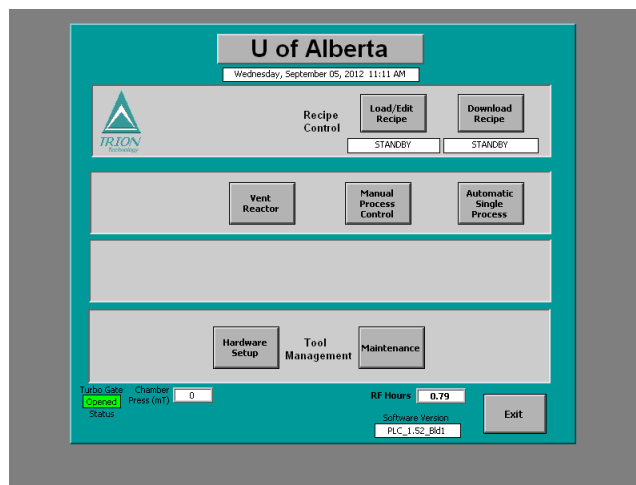 U of Alberta
Wednesday, September 05, 2012 11:11 AM
TRION
Technology
Recipe
Control
Load/Edit
Recipe
Download
Recipe
STANDBY
STANDBY
Vent
Reactor
Manual
Process
Control
Automatic
Single
Process
Hardware
Setup
Tool
Management
Maintenance
Turbo Gate
Opened
Status
Chamber
Press (mT)
0
RF Hours
0.79
Software Version
PLC_1.52_Bld1
Exit